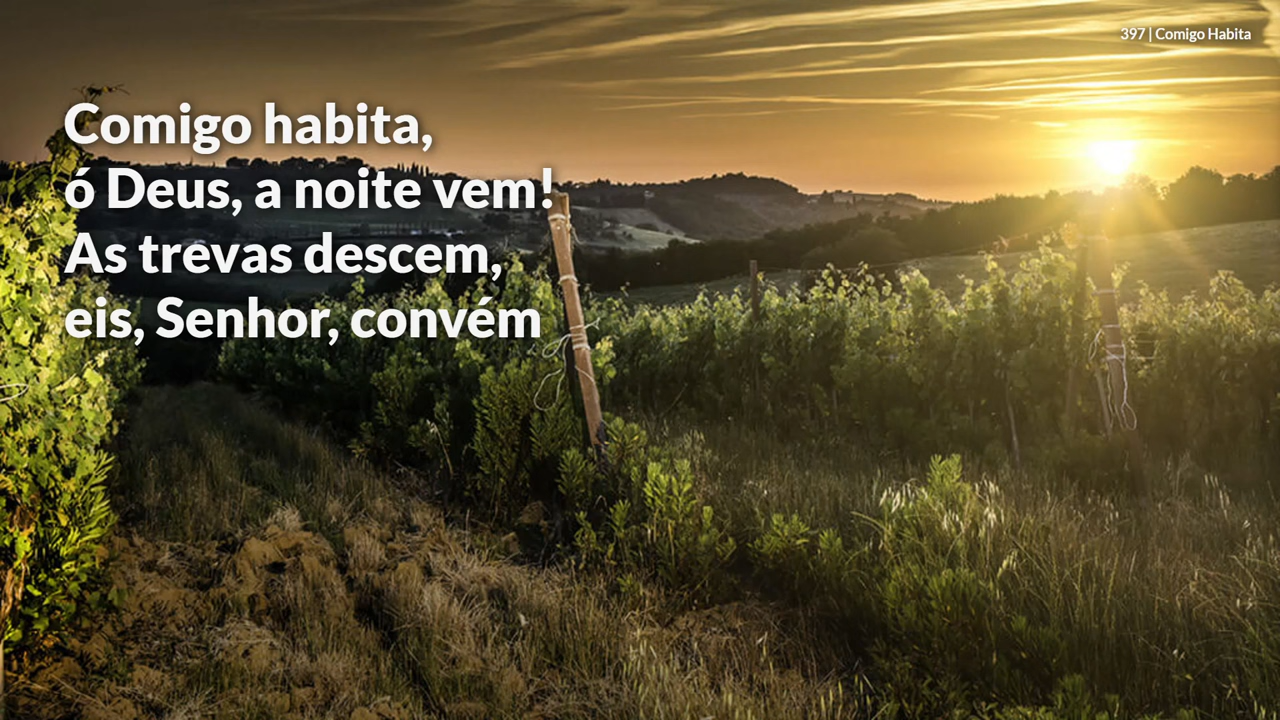 397 | Comigo Habita
Comigo habita,
ó Deus, a noite vem!
As trevas descem,
eis, Senhor, convém